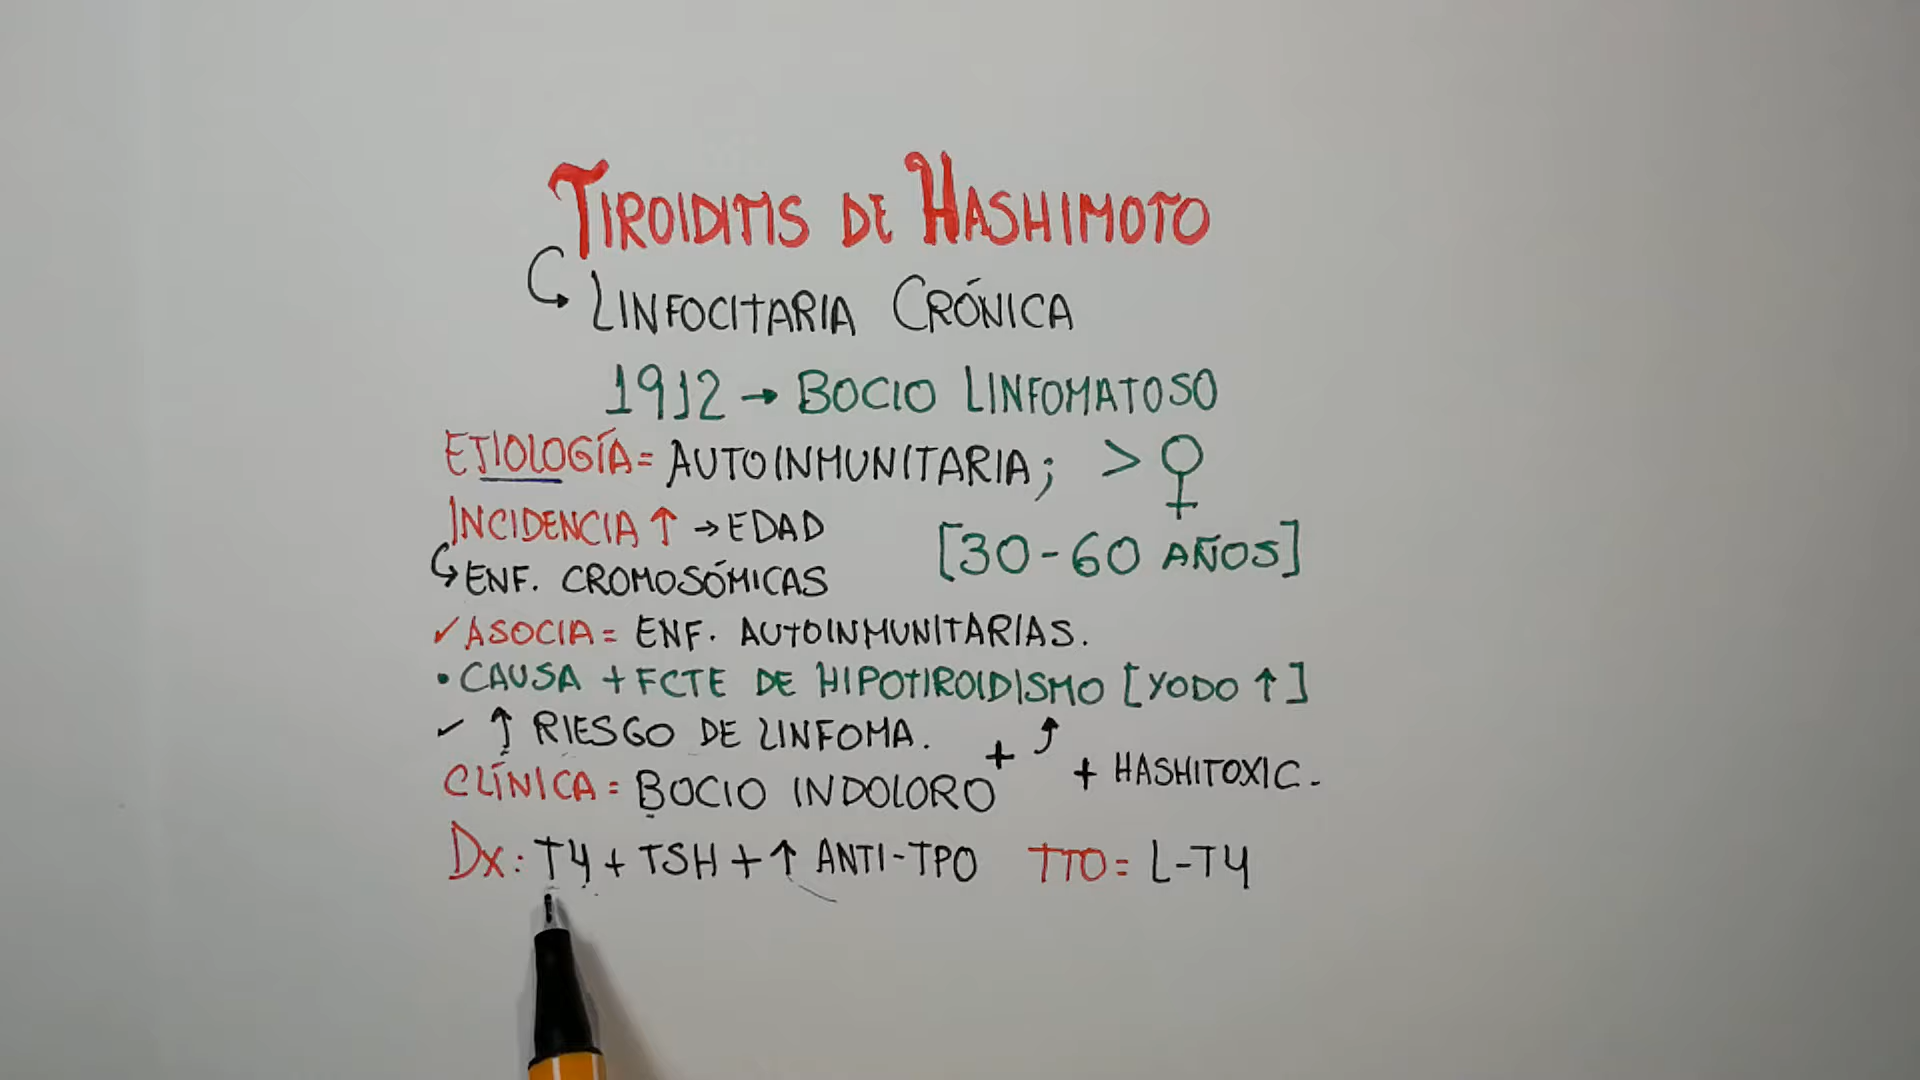 TIROIDITIS DE HASHIMOTO
LINFOCITARIA CRÓNICA
1912 → BOCIO LINFOMATOSO
ETIOLOGÍA = AUTOINMUNITARIA; > ♀
INCIDENCIA ↑ → EDAD
[30-60 AÑOS]
ENF. CROMOSÓMICAS
✓ ASOCIA = ENF. AUTOINMUNITARIAS.
• CAUSA + FCTE DE HIPOTIROIDISMO [YODO ↑]
✓ ↑ RIESGO DE LINFOMA.
CLÍNICA = BOCIO INDOLORO + ⤴ + HASHITOXIC.
DX: T4 + TSH + ↑ ANTI-TPO TTO = L-T4